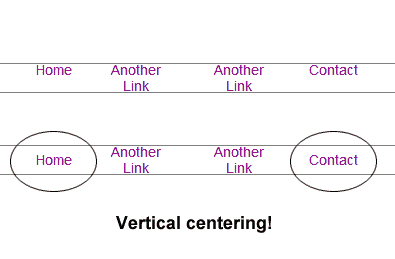 Home Another Another Contact
Link Link
Another Another
Home Link Link Contact
Vertical centering!